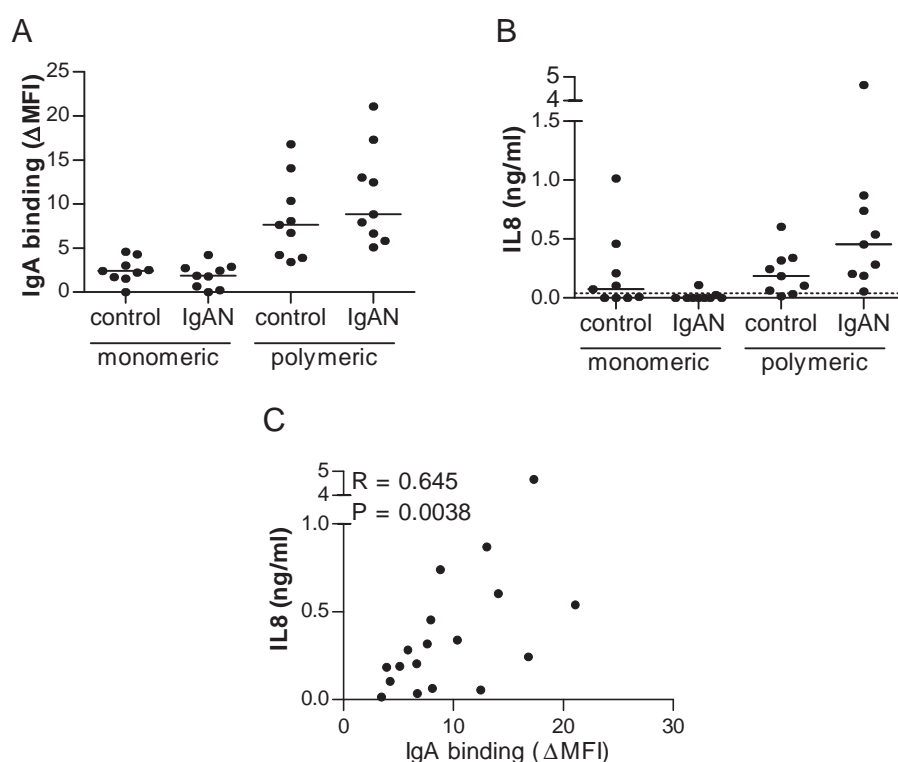 A
IgA binding (ΔMFI)
25
20
15
10
5
0
control IgAN control IgAN
monomeric polymeric
B
IL8 (ng/ml)
5
4
1.5
1.0
0.5
0.0
control IgAN control IgAN
monomeric polymeric
C
R = 0.645
P = 0.0038
IL8 (ng/ml)
5
4
1.0
0.5
0.0
0 10 20 30
IgA binding (ΔMFI)